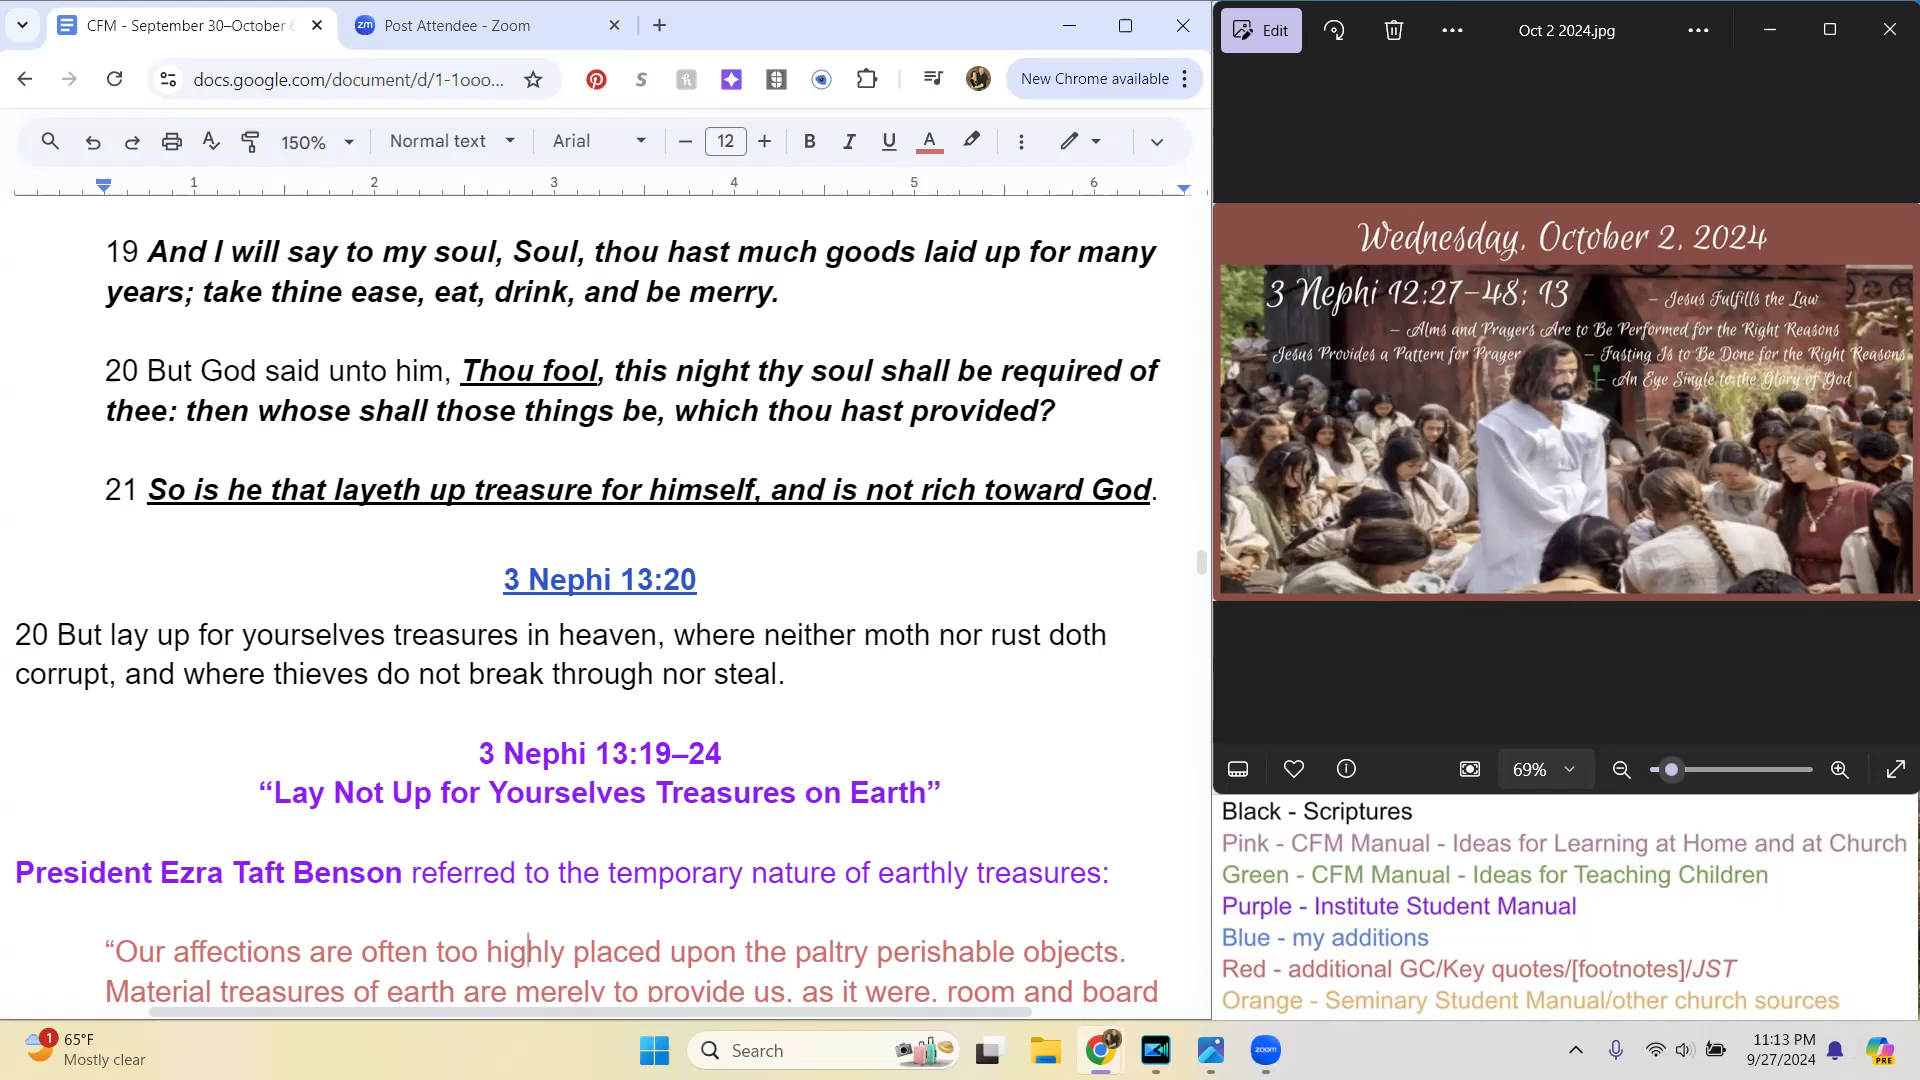 CFM - September 30–October 6
Post Attendee - Zoom
docs.google.com/document/d/1-1ooo...
New Chrome available
150%
Normal text
Arial
12
B I U A
1 2 3 4 5 6
19 And I will say to my soul, Soul, thou hast much goods laid up for many
years; take thine ease, eat, drink, and be merry.
20 But God said unto him, Thou fool, this night thy soul shall be required of
thee: then whose shall those things be, which thou hast provided?
21 So is he that layeth up treasure for himself, and is not rich toward God.
3 Nephi 13:20
20 But lay up for yourselves treasures in heaven, where neither moth nor rust doth
corrupt, and where thieves do not break through nor steal.
3 Nephi 13:19–24
“Lay Not Up for Yourselves Treasures on Earth”
President Ezra Taft Benson referred to the temporary nature of earthly treasures:
“Our affections are often too highly placed upon the paltry perishable objects.
Material treasures of earth are merely to provide us, as it were, room and board
Edit
Oct 2 2024.jpg
Wednesday, October 2, 2024
3 Nephi 12:27–48; 13
– Jesus Fulfills the Law
– Alms and Prayers Are to Be Performed for the Right Reasons
– Jesus Provides a Pattern for Prayer
– Fasting Is to Be Done for the Right Reasons
– An Eye Single to the Glory of God
69%
Black - Scriptures
Pink - CFM Manual - Ideas for Learning at Home and at Church
Green - CFM Manual - Ideas for Teaching Children
Purple - Institute Student Manual
Blue - my additions
Red - additional GC/Key quotes/[footnotes]/JST
Orange - Seminary Student Manual/other church sources
1
65°F
Mostly clear
Search
zoom
11:13 PM
9/27/2024
PRE